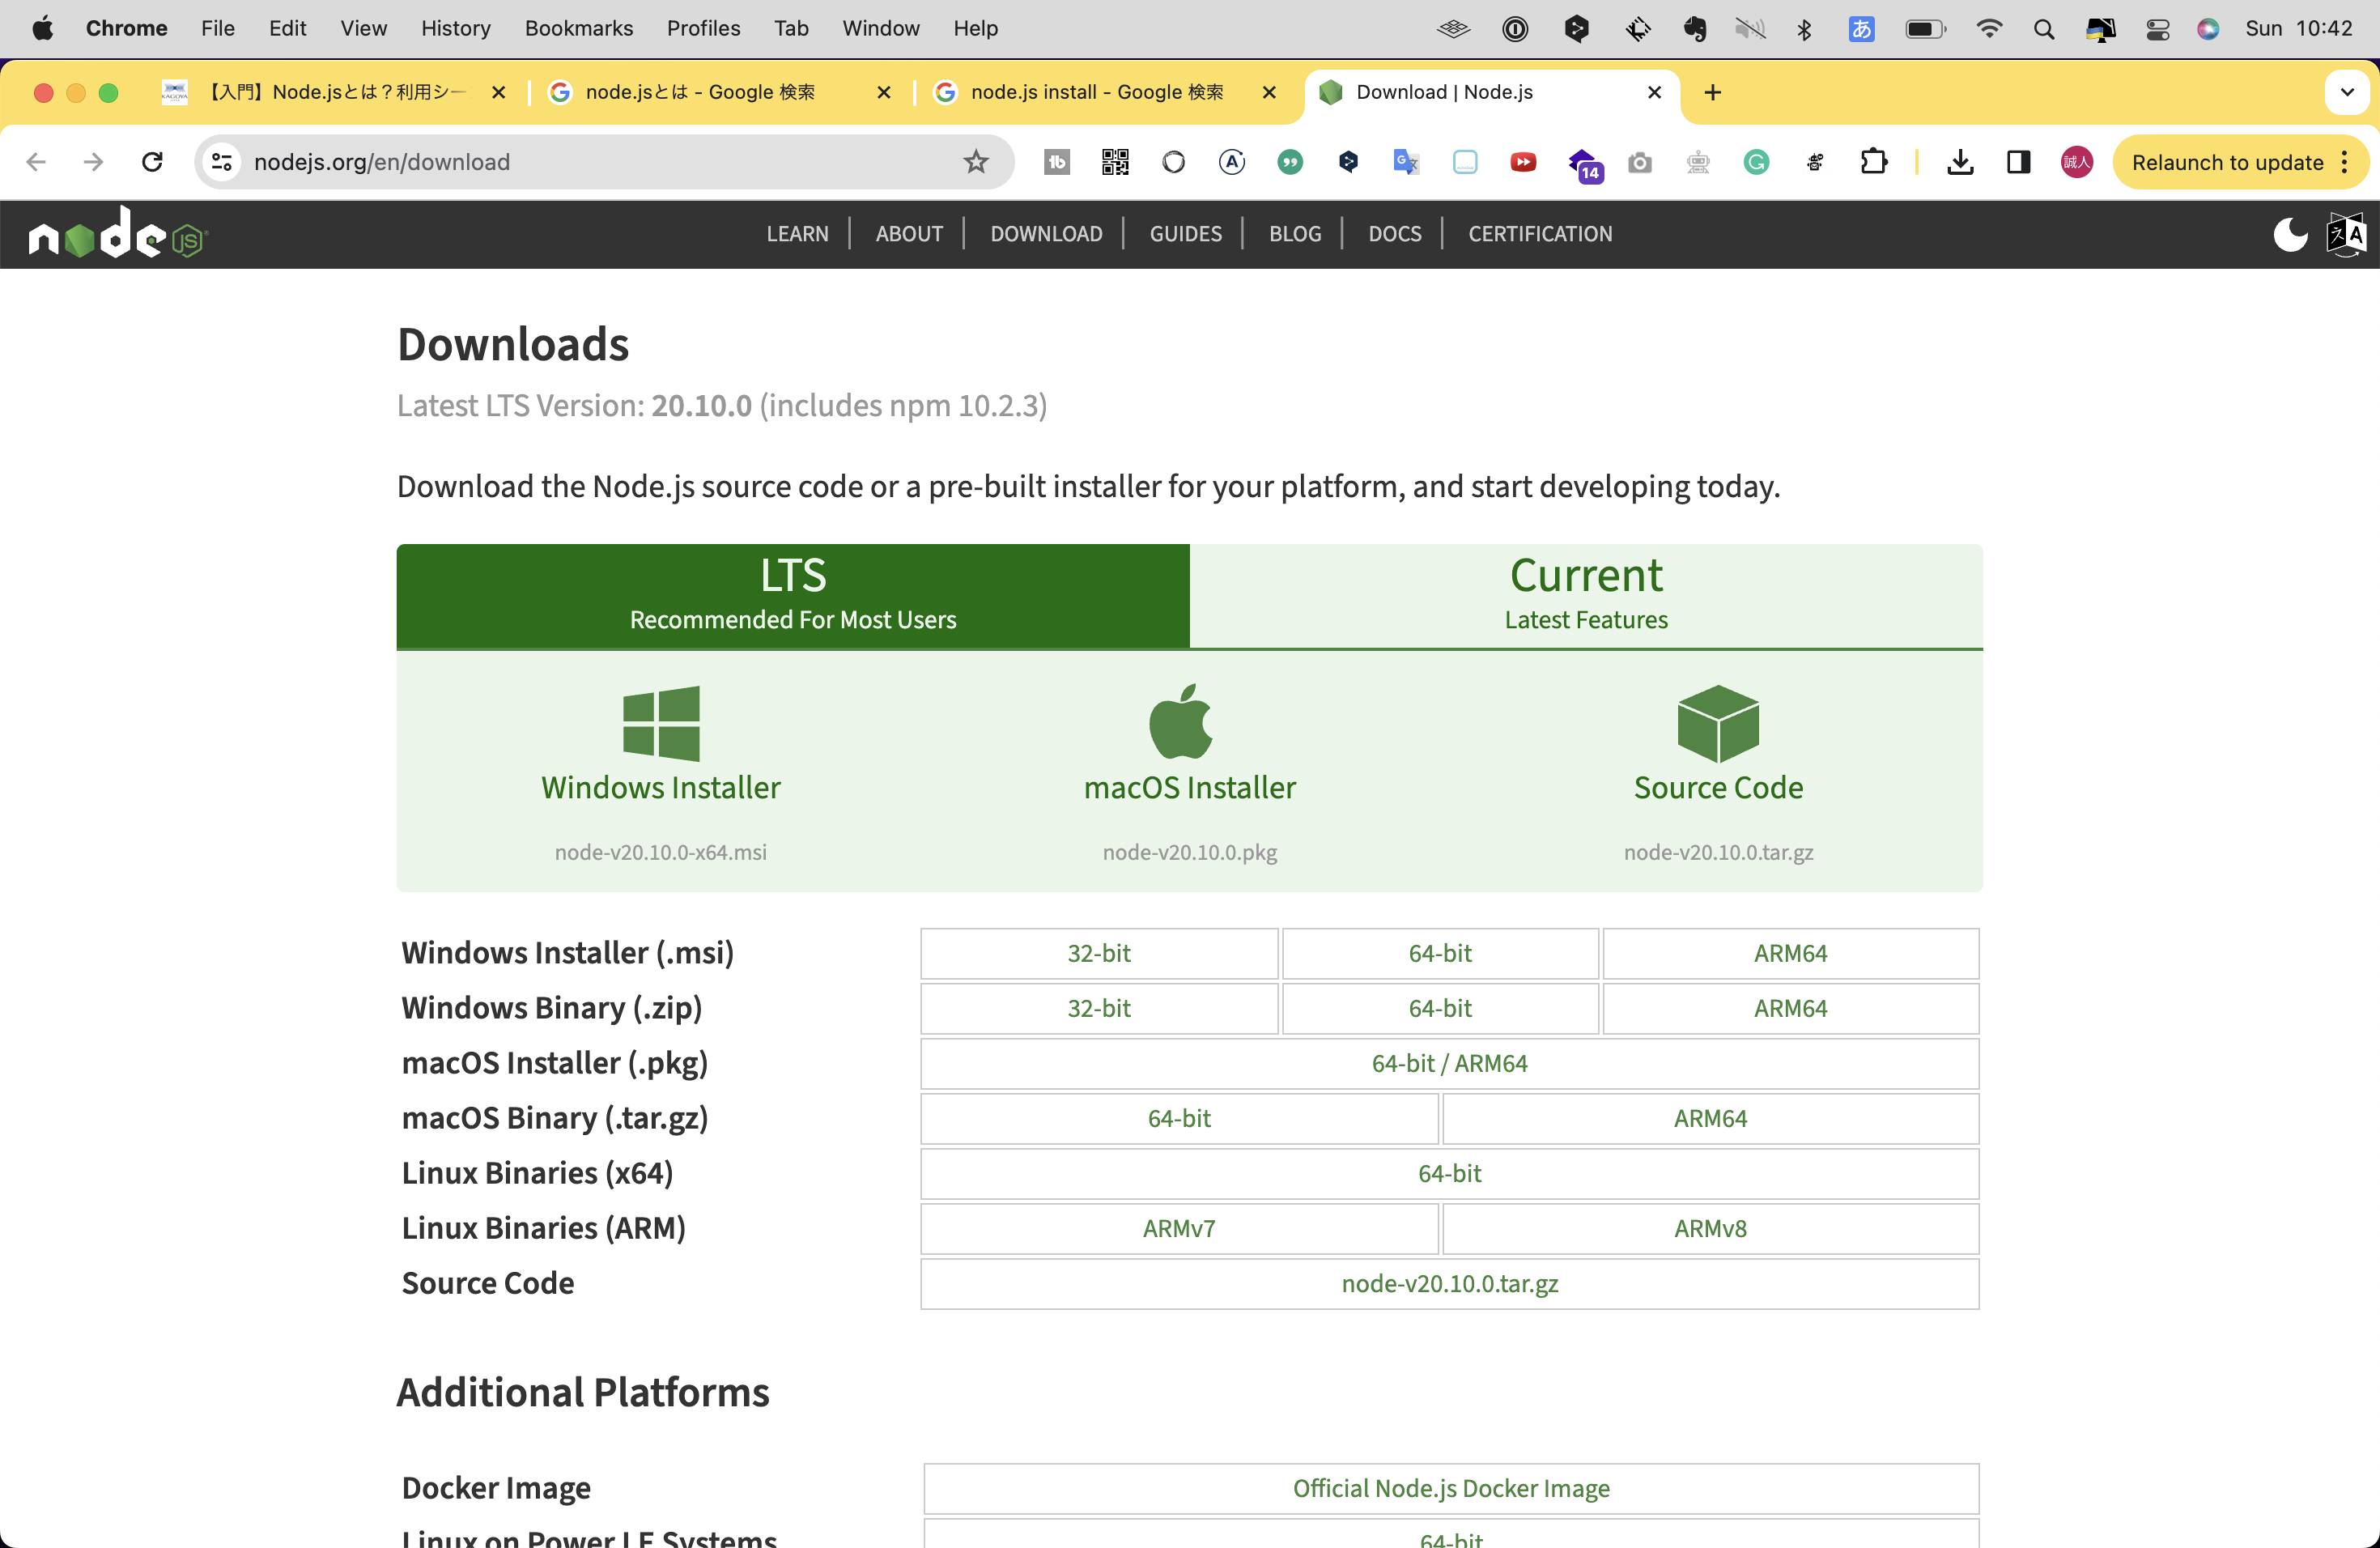 Chrome File Edit View History Bookmarks Profiles Tab Window Help あ Sun 10:42
【入門】Node.jsとは？利用シー node.jsとは - Google 検索 node.js install - Google 検索 Download | Node.js
nodejs.org/en/download 14 誠人 Relaunch to update
node JS LEARN ABOUT DOWNLOAD GUIDES BLOG DOCS CERTIFICATION
Downloads
Latest LTS Version: 20.10.0 (includes npm 10.2.3)
Download the Node.js source code or a pre-built installer for your platform, and start developing today.
LTS Current
Recommended For Most Users Latest Features
Windows Installer macOS Installer Source Code
node-v20.10.0-x64.msi node-v20.10.0.pkg node-v20.10.0.tar.gz
Windows Installer (.msi) 32-bit 64-bit ARM64
Windows Binary (.zip) 32-bit 64-bit ARM64
macOS Installer (.pkg) 64-bit / ARM64
macOS Binary (.tar.gz) 64-bit ARM64
Linux Binaries (x64) 64-bit
Linux Binaries (ARM) ARMv7 ARMv8
Source Code node-v20.10.0.tar.gz
Additional Platforms
Docker Image Official Node.js Docker Image
Linux on Power LE Systems 64-bit